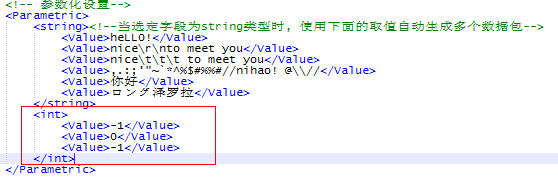 <!-- 参数化设置-->
<Parametric>
<string><!--当选定字段为string类型时，使用下面的取值自动生成多个数据包-->
<Value>heLLO!</Value>
<Value>nice\r\nto meet you</Value>
<Value>nice\t\t\t to meet you</Value>
<Value>,.;;'"~`*^%$#%%#//nihao! @\\//</Value>
<Value>你好</Value>
<Value>ロング泽罗拉</Value>
</string>
<int>
<Value>-1</Value>
<Value>0</Value>
<Value>-1</Value>
</int>
</Parametric>